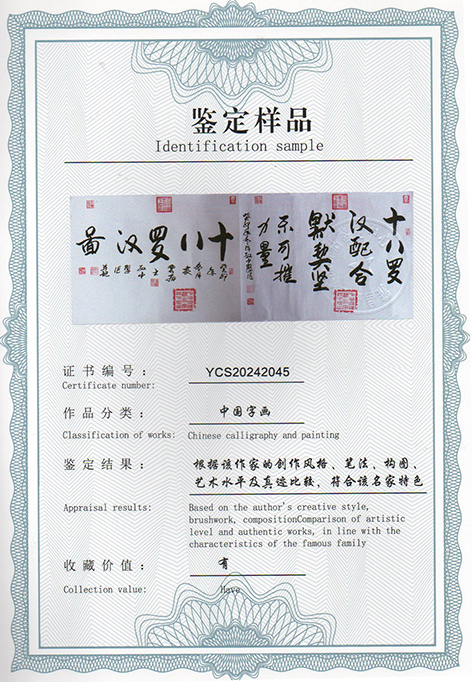 鉴定样品
Identification sample
十八罗
汉配合
默契坚
不可摧
力量
十八罗汉图
证书编号：
YCS20242045
Certificate number:
作品分类：
中国字画
Classification of works:
Chinese calligraphy and painting
鉴定结果：
根据该作家的创作风格、笔法、构图、
艺术水平及真迹比较，符合该名家特色
Appraisal results:
Based on the author's creative style,
brushwork, compositionComparison of artistic
level and authentic works, in line with the
characteristics of the famous family
收藏价值：
有
Collection value:
Have